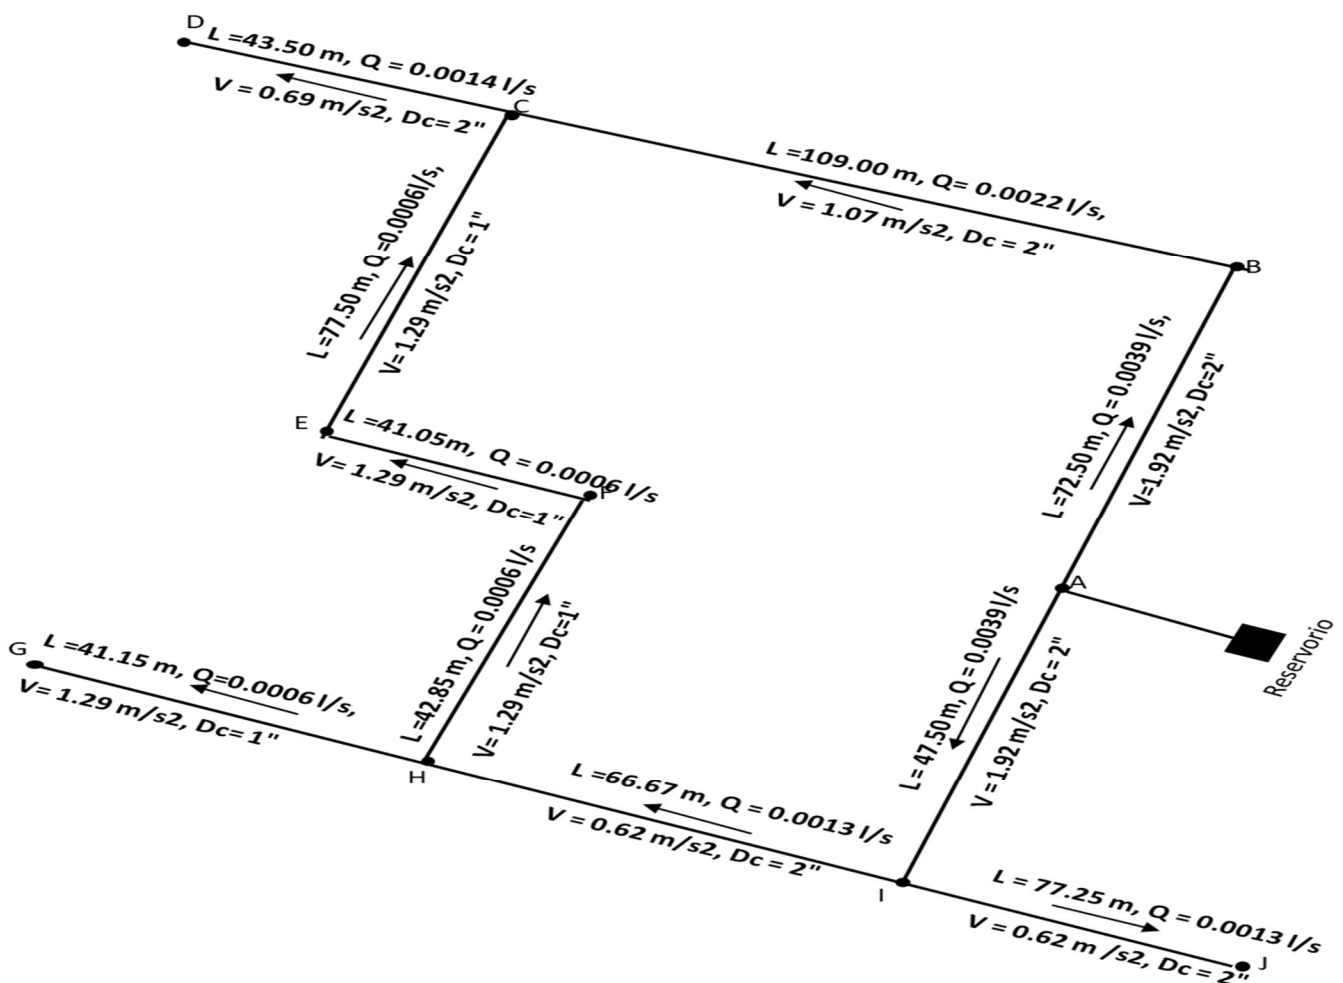 D
L =43.50 m, Q = 0.0014 l/s
V = 0.69 m/s2, Dc= 2"
C
L =109.00 m, Q= 0.0022 l/s,
V = 1.07 m/s2, Dc = 2"
B
L=77.50 m, Q =0.0006l/s,
V= 1.29 m/s2, Dc = 1"
L=72.50 m, Q = 0.0039 l/s,
V=1.92 m/s2, Dc=2"
E
L =41.05m, Q = 0.0006 l/s
V= 1.29 m/s2, Dc=1"
F
L=42.85 m, Q = 0.0006 l/s
V= 1.29 m/s2, Dc=1"
A
Reservorio
L= 47.50 m, Q = 0.0039 l/s
V = 1.92 m/s2, Dc = 2"
G
L =41.15 m, Q=0.0006 l/s,
V= 1.29 m/s2, Dc= 1"
H
L =66.67 m, Q = 0.0013 l/s
V = 0.62 m/s2, Dc = 2"
I
L = 77.25 m, Q = 0.0013 l/s
V = 0.62 m /s2, Dc = 2"
J